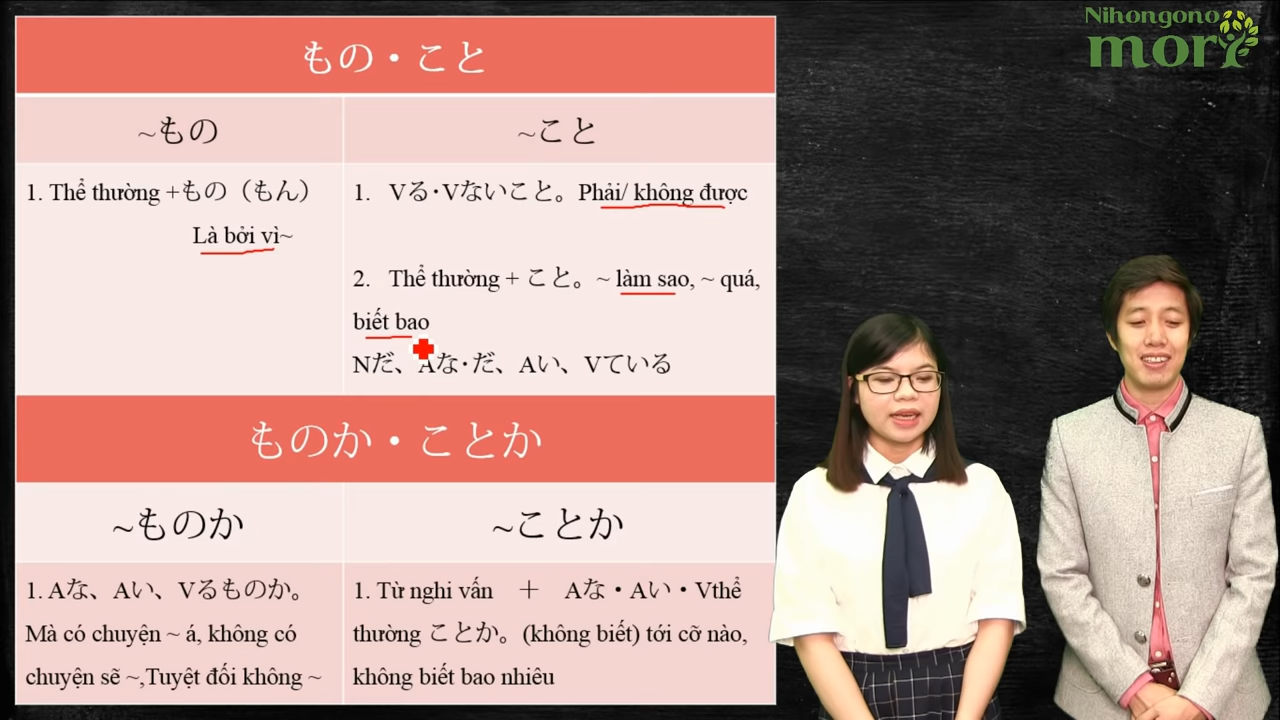 Nihongono
mori
もの・こと
~もの
~こと
1. Thể thường +もの（もん）
Là bởi vì~
1. Vる・Vないこと。Phải/ không được
2. Thể thường + こと。~ làm sao, ~ quá,
biết bao
Nだ、Aな・だ、Aい、Vている
ものか・ことか
~ものか
~ことか
1. Aな、Aい、Vるものか。
Mà có chuyện ~ á, không có
chuyện sẽ ~,Tuyệt đối không ~
1. Từ nghi vấn ＋ Aな・Aい・Vthể
thường ことか。(không biết) tới cỡ nào,
không biết bao nhiêu